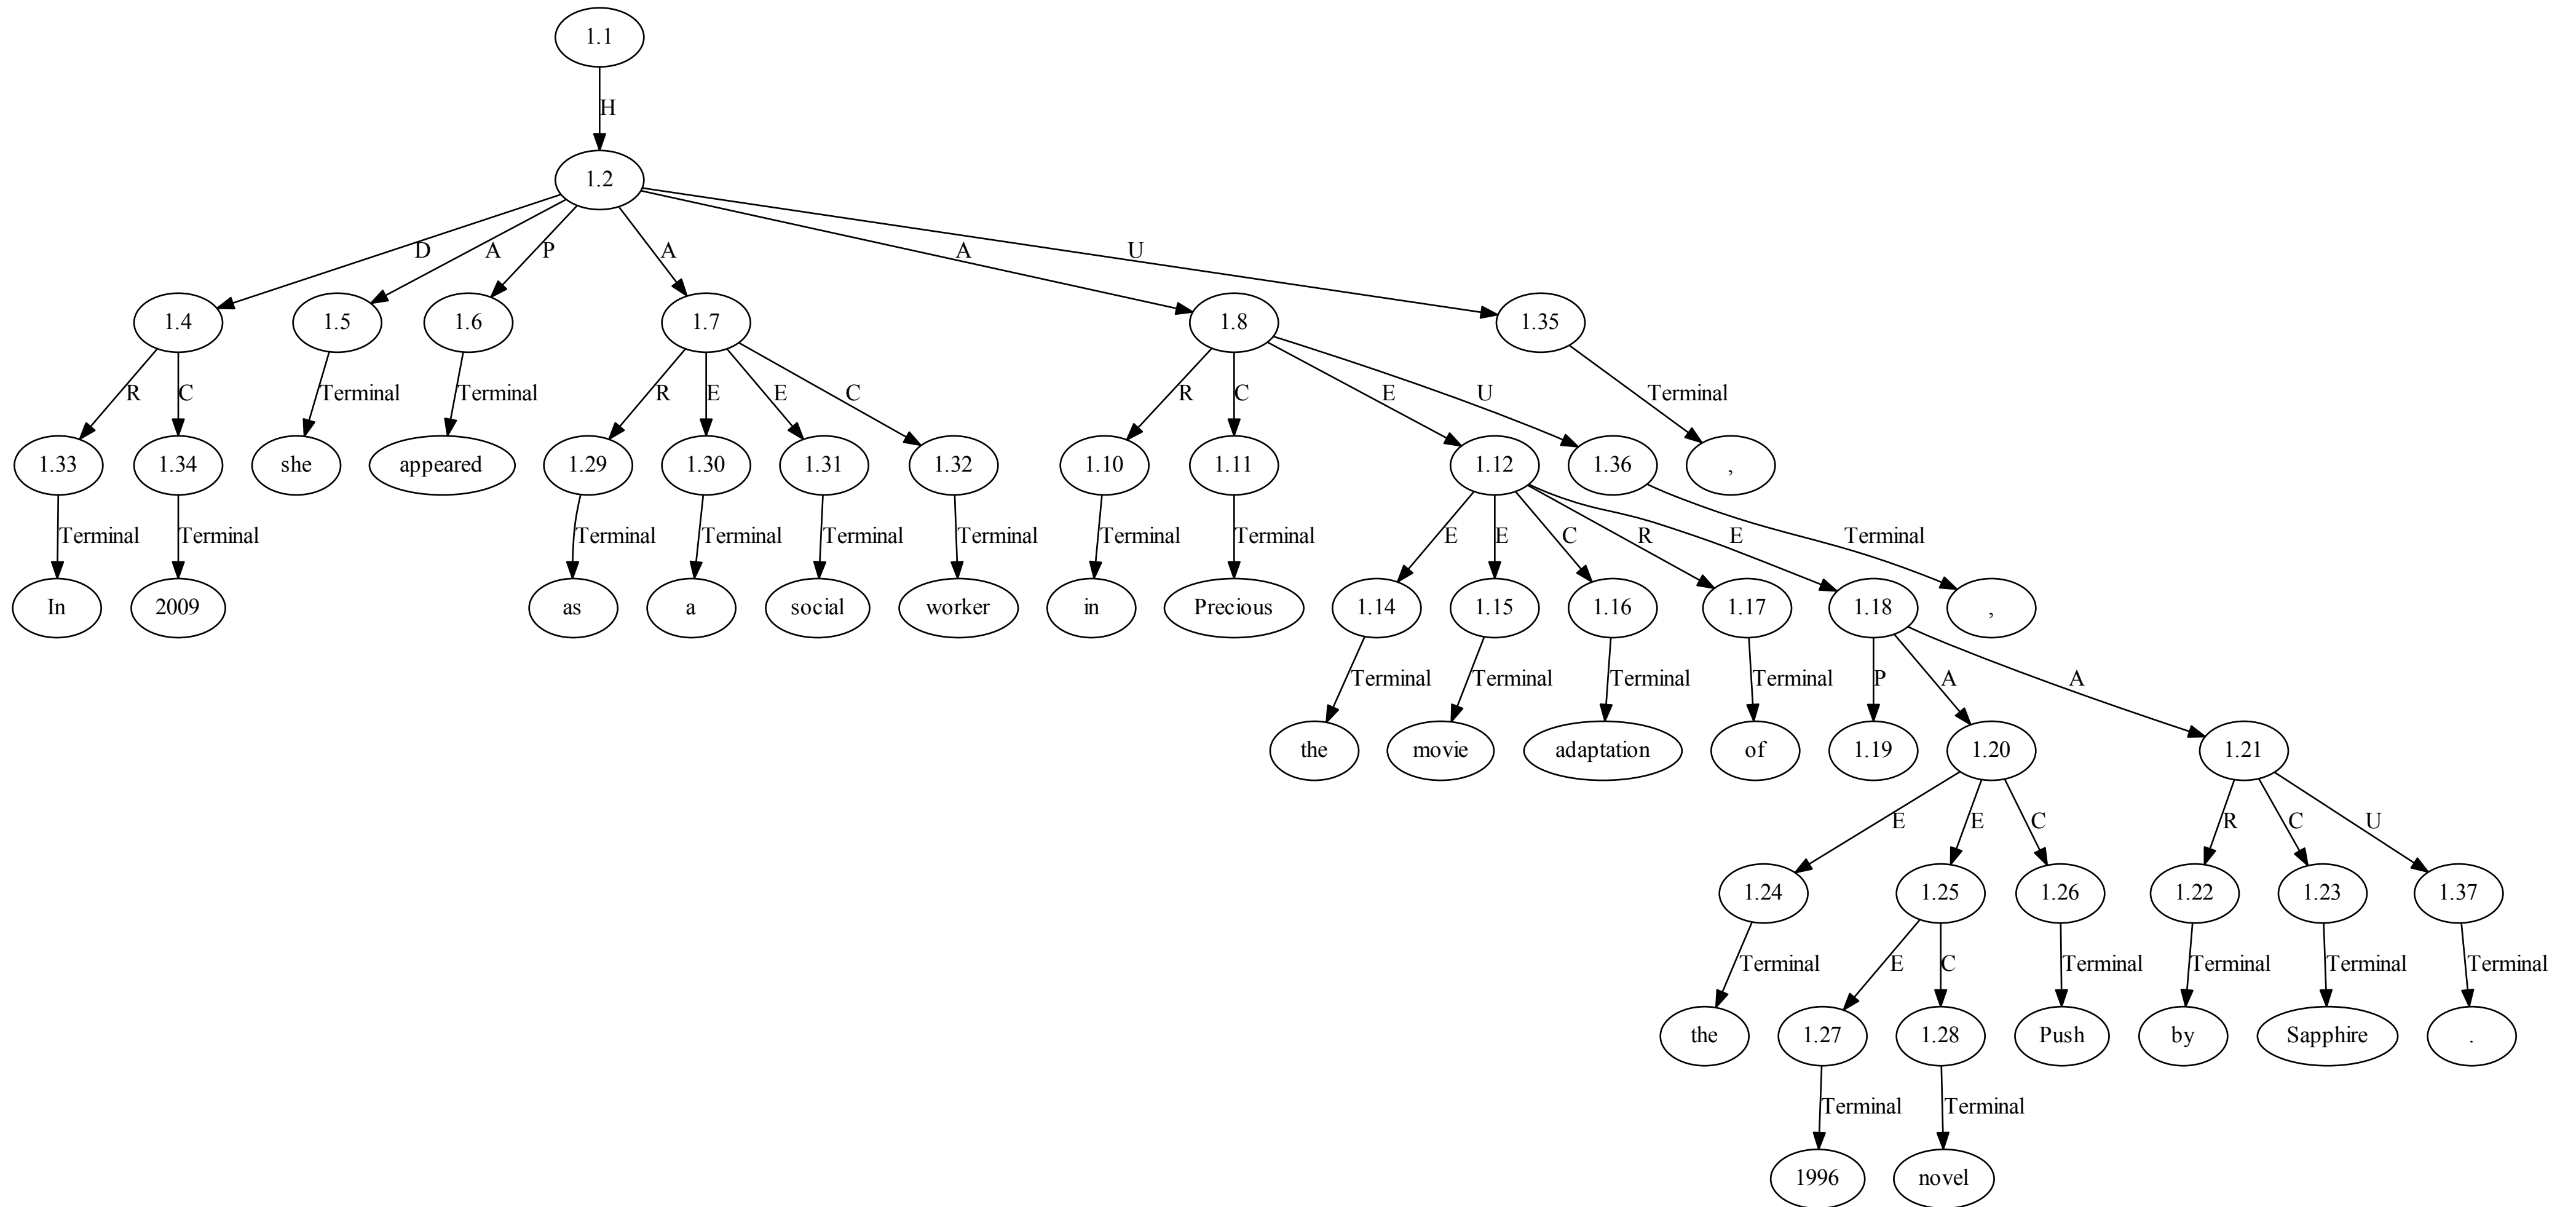 1.1
H
1.2
D A P A A U
1.4 1.5 1.6 1.7 1.8 1.35
R C Terminal Terminal R E E C R C E U Terminal
1.33 1.34 she appeared 1.29 1.30 1.31 1.32 1.10 1.11 1.12 1.36 ,
Terminal Terminal Terminal Terminal Terminal Terminal Terminal Terminal E E C R E Terminal
In 2009 as a social worker in Precious 1.14 1.15 1.16 1.17 1.18 ,
Terminal Terminal Terminal Terminal P A A
the movie adaptation of 1.19 1.20 1.21
E E C R C U
1.24 1.25 1.26 1.22 1.23 1.37
Terminal E C Terminal Terminal Terminal Terminal
the 1.27 1.28 Push by Sapphire .
Terminal Terminal
1996 novel